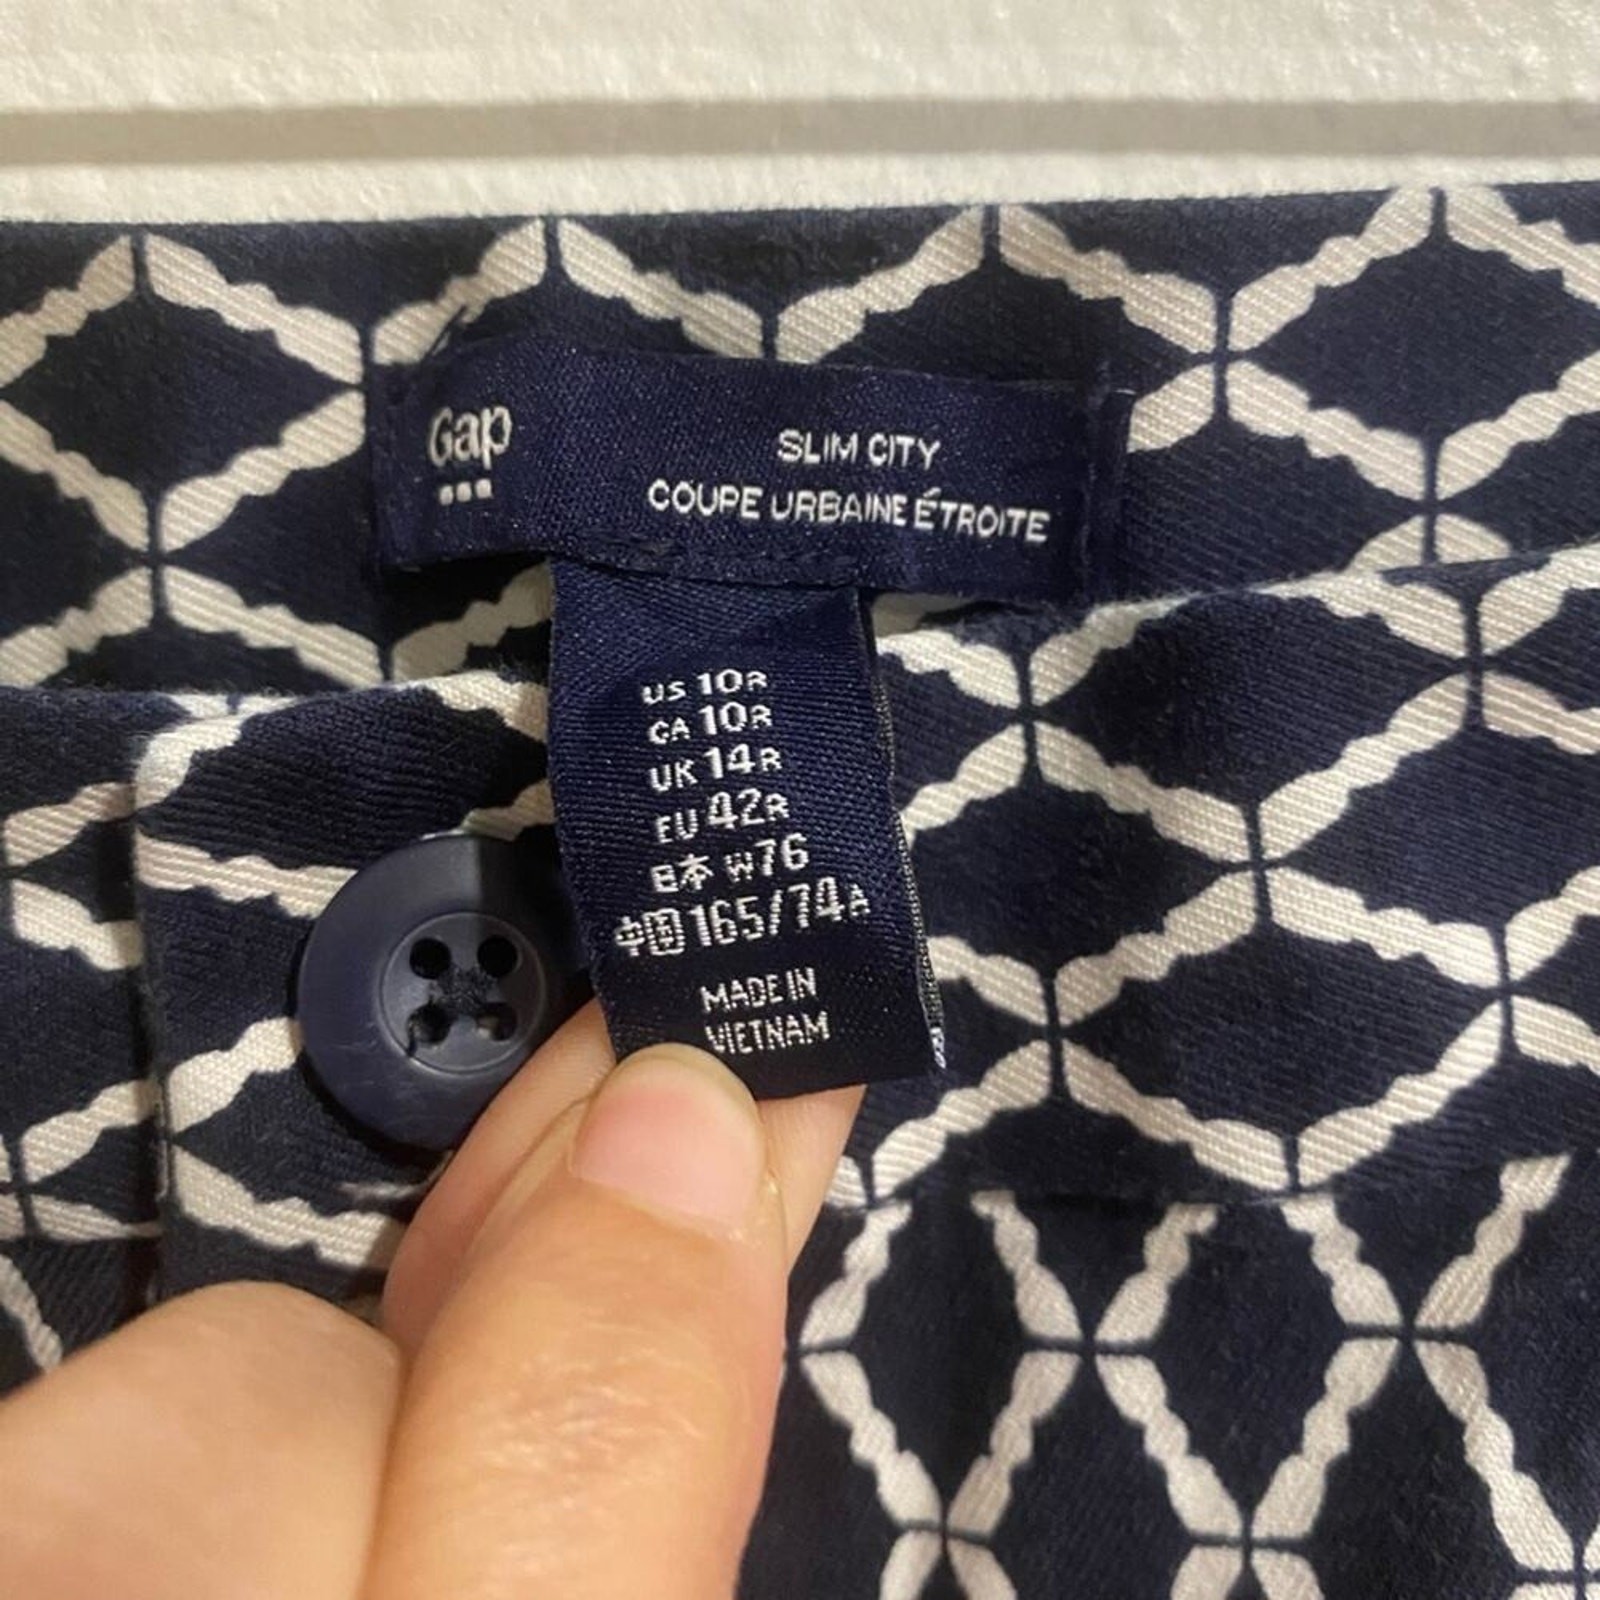 Gap
SLIM CITY
COUPE URBAINE ÉTROITE
US 10R
CA 10R
UK 14R
EU 42R
日本 W76
中国 165/74A
MADE IN
VIETNAM